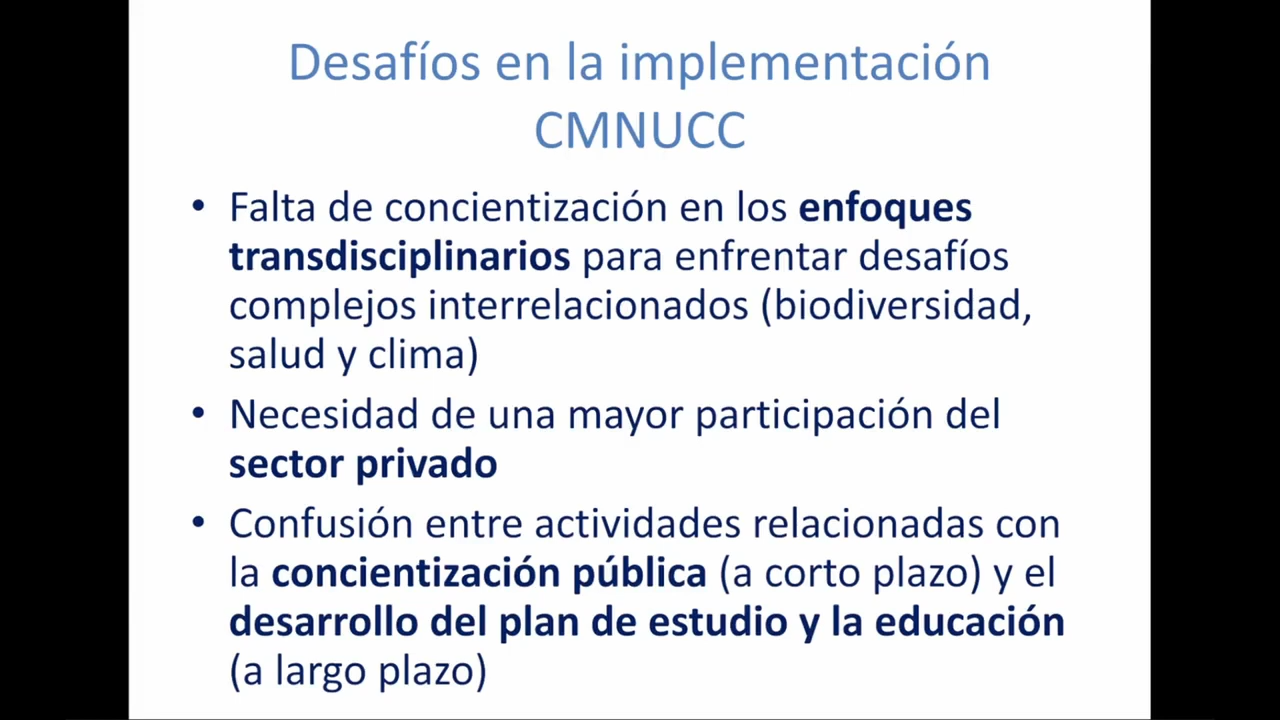 Desafíos en la implementación
CMNUCC
• Falta de concientización en los enfoques
transdisciplinarios para enfrentar desafíos
complejos interrelacionados (biodiversidad,
salud y clima)
• Necesidad de una mayor participación del
sector privado
• Confusión entre actividades relacionadas con
la concientización pública (a corto plazo) y el
desarrollo del plan de estudio y la educación
(a largo plazo)